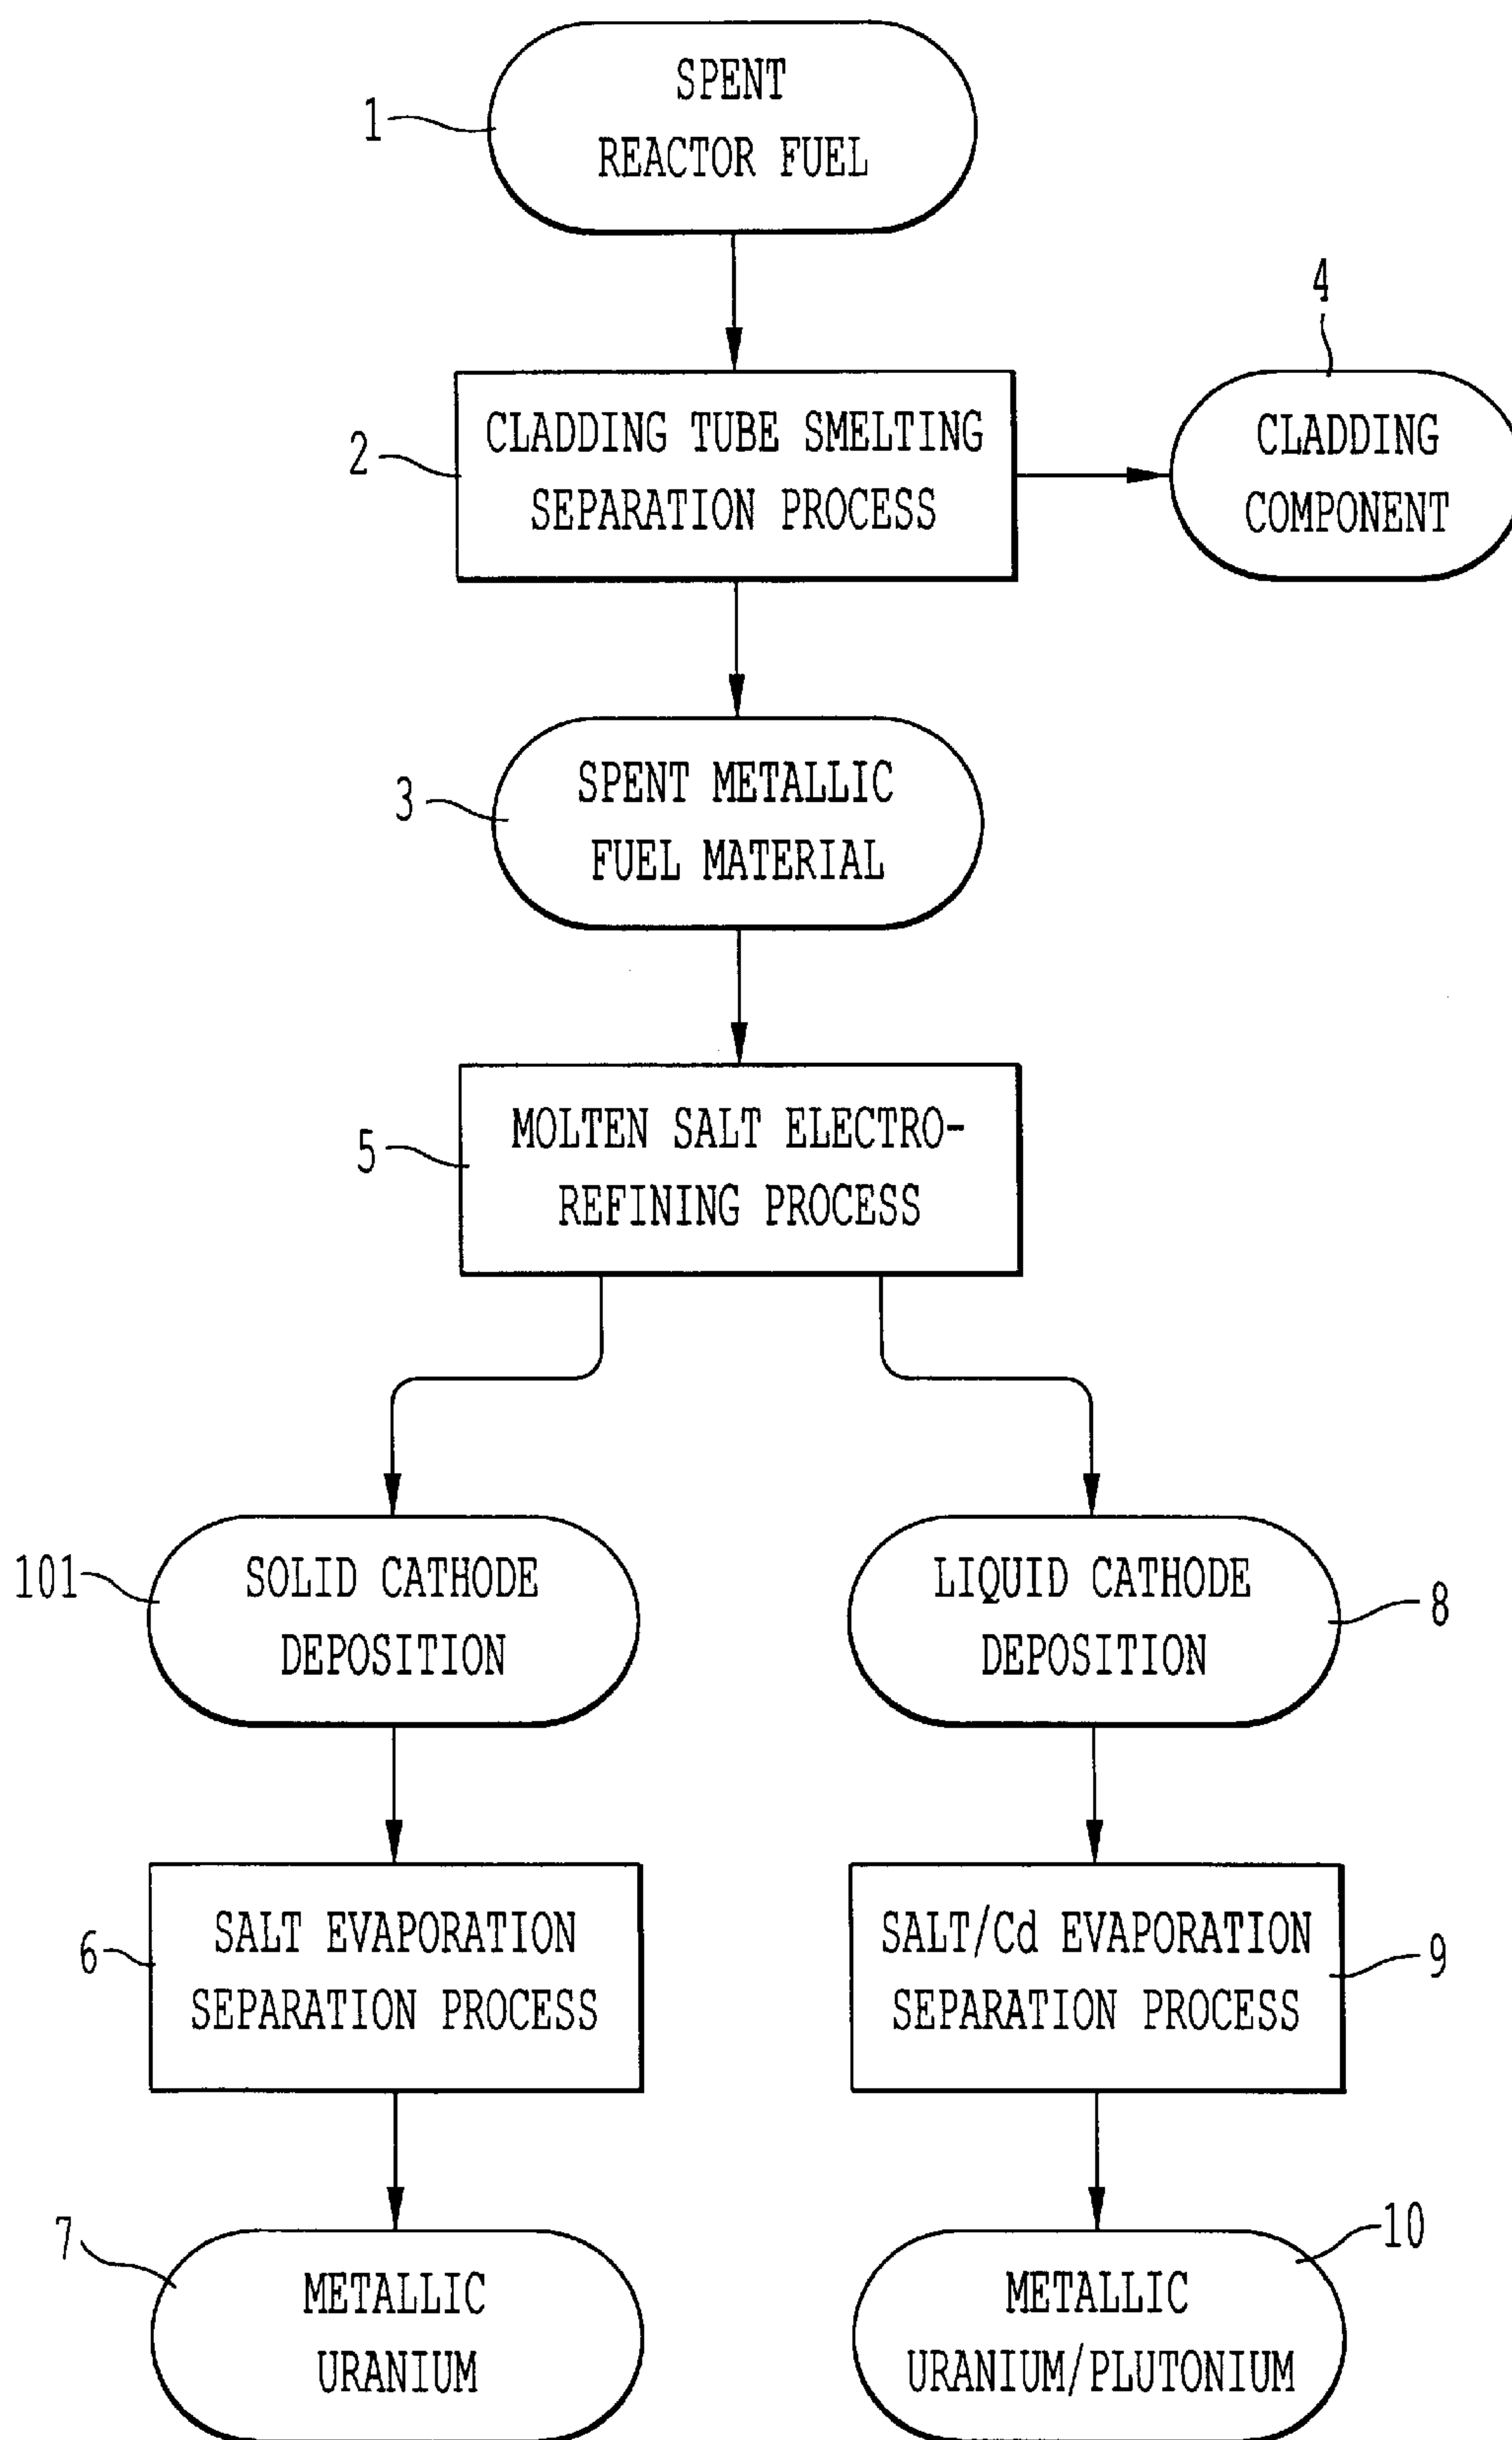 1
SPENT
REACTOR FUEL
2
CLADDING TUBE SMELTING
SEPARATION PROCESS
4
CLADDING
COMPONENT
3
SPENT METALLIC
FUEL MATERIAL
5
MOLTEN SALT ELECTRO-
REFINING PROCESS
101
SOLID CATHODE
DEPOSITION
LIQUID CATHODE
DEPOSITION
8
6
SALT EVAPORATION
SEPARATION PROCESS
SALT/Cd EVAPORATION
SEPARATION PROCESS
9
7
METALLIC
URANIUM
10
METALLIC
URANIUM/PLUTONIUM